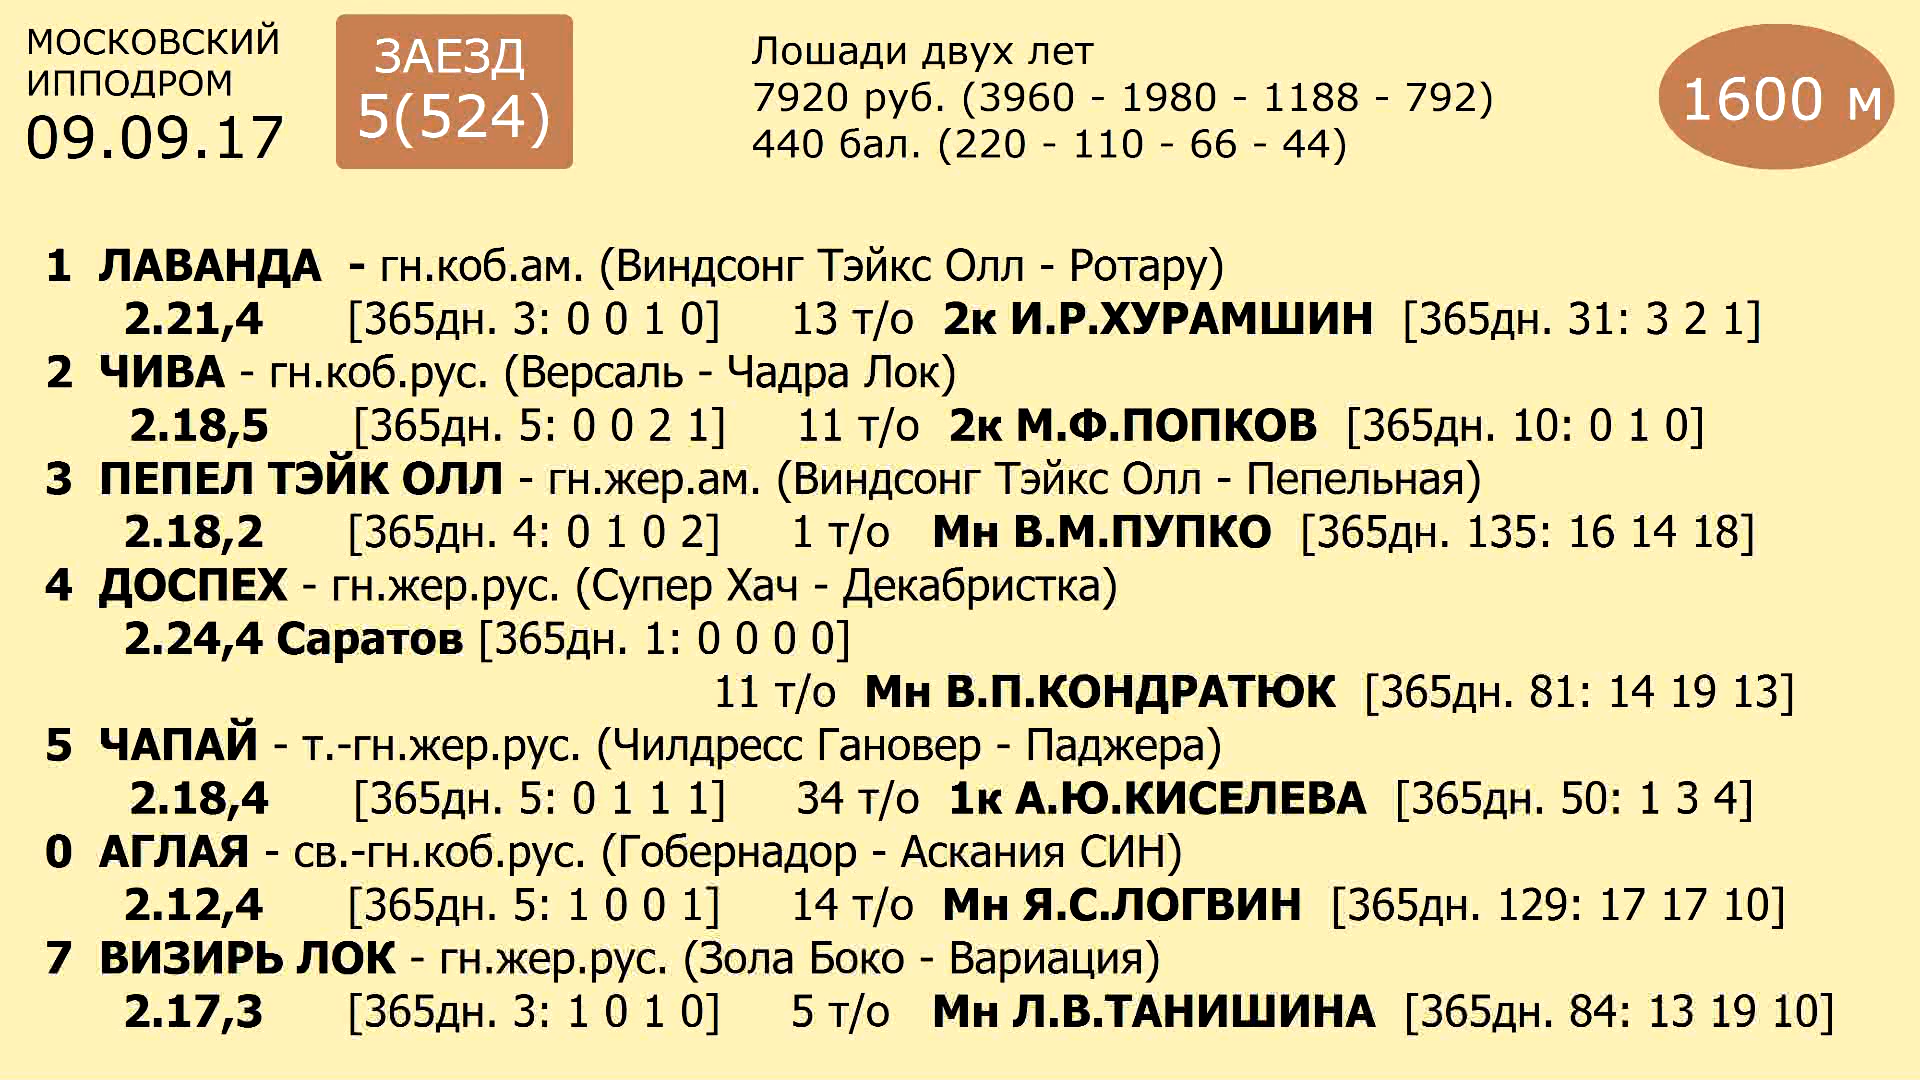 МОСКОВСКИЙ
ИППОДРОМ
09.09.17
ЗАЕЗД
5(524)
Лошади двух лет
7920 руб. (3960 - 1980 - 1188 - 792)
440 бал. (220 - 110 - 66 - 44)
1600 м
1 ЛАВАНДА - гн.коб.ам. (Виндсонг Тэйкс Олл - Ротару)
2.21,4 [365дн. 3: 0 0 1 0] 13 т/о 2к И.Р.ХУРАМШИН [365дн. 31: 3 2 1]
2 ЧИВА - гн.коб.рус. (Версаль - Чадра Лок)
2.18,5 [365дн. 5: 0 0 2 1] 11 т/о 2к М.Ф.ПОПКОВ [365дн. 10: 0 1 0]
3 ПЕПЕЛ ТЭЙК ОЛЛ - гн.жер.ам. (Виндсонг Тэйкс Олл - Пепельная)
2.18,2 [365дн. 4: 0 1 0 2] 1 т/о Мн В.М.ПУПКО [365дн. 135: 16 14 18]
4 ДОСПЕХ - гн.жер.рус. (Супер Хач - Декабристка)
2.24,4 Саратов [365дн. 1: 0 0 0 0]
11 т/о Мн В.П.КОНДРАТЮК [365дн. 81: 14 19 13]
5 ЧАПАЙ - т.-гн.жер.рус. (Чилдресс Гановер - Паджера)
2.18,4 [365дн. 5: 0 1 1 1] 34 т/о 1к А.Ю.КИСЕЛЕВА [365дн. 50: 1 3 4]
0 АГЛАЯ - св.-гн.коб.рус. (Гобернадор - Аскания СИН)
2.12,4 [365дн. 5: 1 0 0 1] 14 т/о Мн Я.С.ЛОГВИН [365дн. 129: 17 17 10]
7 ВИЗИРЬ ЛОК - гн.жер.рус. (Зола Боко - Вариация)
2.17,3 [365дн. 3: 1 0 1 0] 5 т/о Мн Л.В.ТАНИШИНА [365дн. 84: 13 19 10]